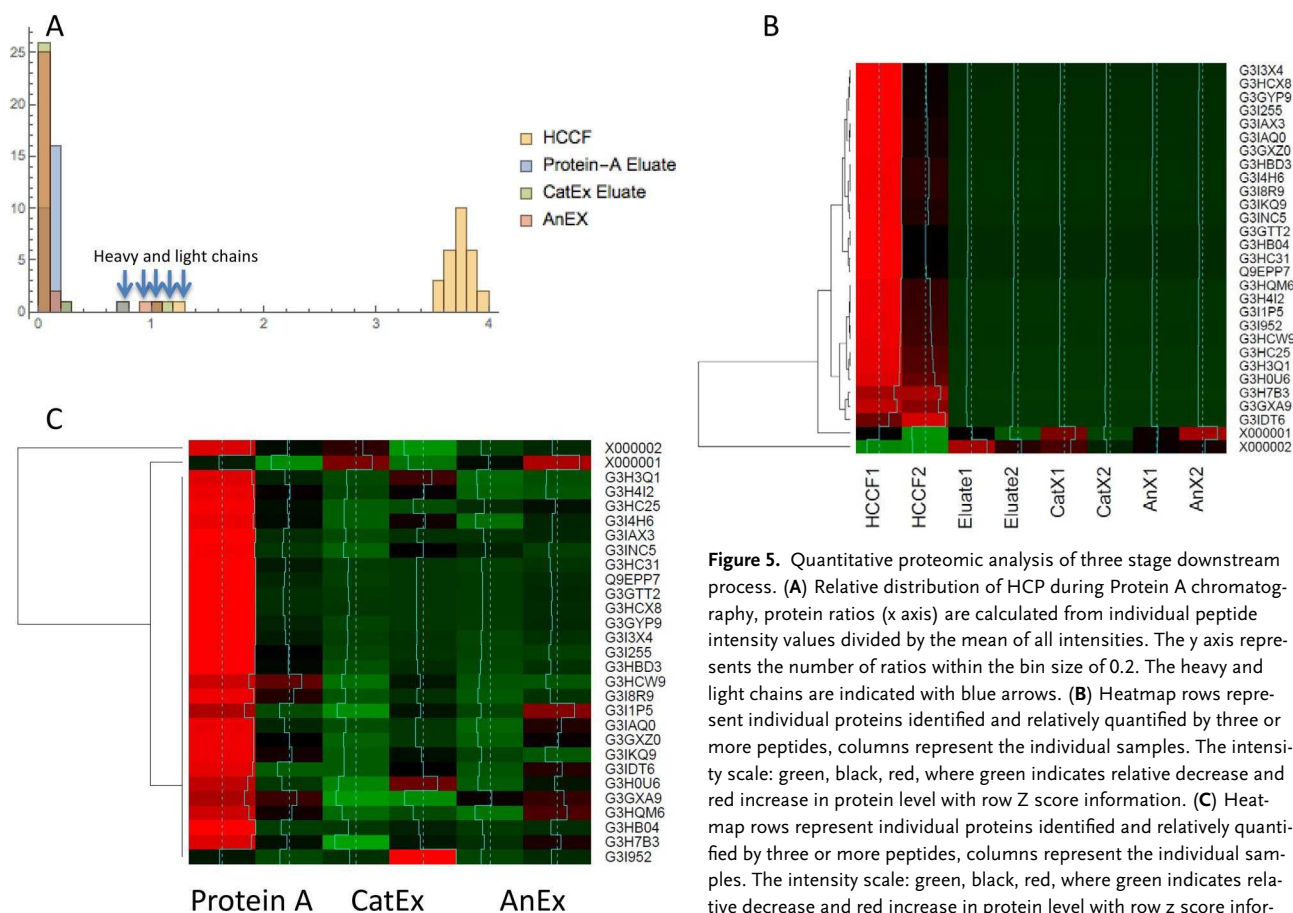 A
25
20
15
10
5
0
0 1 2 3 4
Heavy and light chains
HCCF
Protein–A Eluate
CatEx Eluate
AnEX
B
G3I3X4
G3HCX8
G3GYP9
G3I255
G3IAX3
G3IAQ0
G3GXZ0
G3HBD3
G3I4H6
G3I8R9
G3IKQ9
G3INC5
G3GTT2
G3HB04
G3HC31
Q9EPP7
G3HQM6
G3H4I2
G3I1P5
G3I952
G3HCW9
G3HC25
G3H3Q1
G3H0U6
G3H7B3
G3GXA9
G3IDT6
X000001
X000002
HCCF1
HCCF2
Eluate1
Eluate2
CatX1
CatX2
AnX1
AnX2
C
X000002
X000001
G3H3Q1
G3H4I2
G3HC25
G3I4H6
G3IAX3
G3INC5
G3HC31
Q9EPP7
G3GTT2
G3HCX8
G3GYP9
G3I3X4
G3I255
G3HBD3
G3HCW9
G3I8R9
G3I1P5
G3IAQ0
G3GXZ0
G3IKQ9
G3IDT6
G3H0U6
G3GXA9
G3HQM6
G3HB04
G3H7B3
G3I952
Protein A CatEx AnEx
Figure 5. Quantitative proteomic analysis of three stage downstream
process. (A) Relative distribution of HCP during Protein A chromatog-
raphy, protein ratios (x axis) are calculated from individual peptide
intensity values divided by the mean of all intensities. The y axis repre-
sents the number of ratios within the bin size of 0.2. The heavy and
light chains are indicated with blue arrows. (B) Heatmap rows repre-
sent individual proteins identified and relatively quantified by three or
more peptides, columns represent the individual samples. The intensi-
ty scale: green, black, red, where green indicates relative decrease and
red increase in protein level with row Z score information. (C) Heat-
map rows represent individual proteins identified and relatively quanti-
fied by three or more peptides, columns represent the individual sam-
ples. The intensity scale: green, black, red, where green indicates rela-
tive decrease and red increase in protein level with row z score infor-